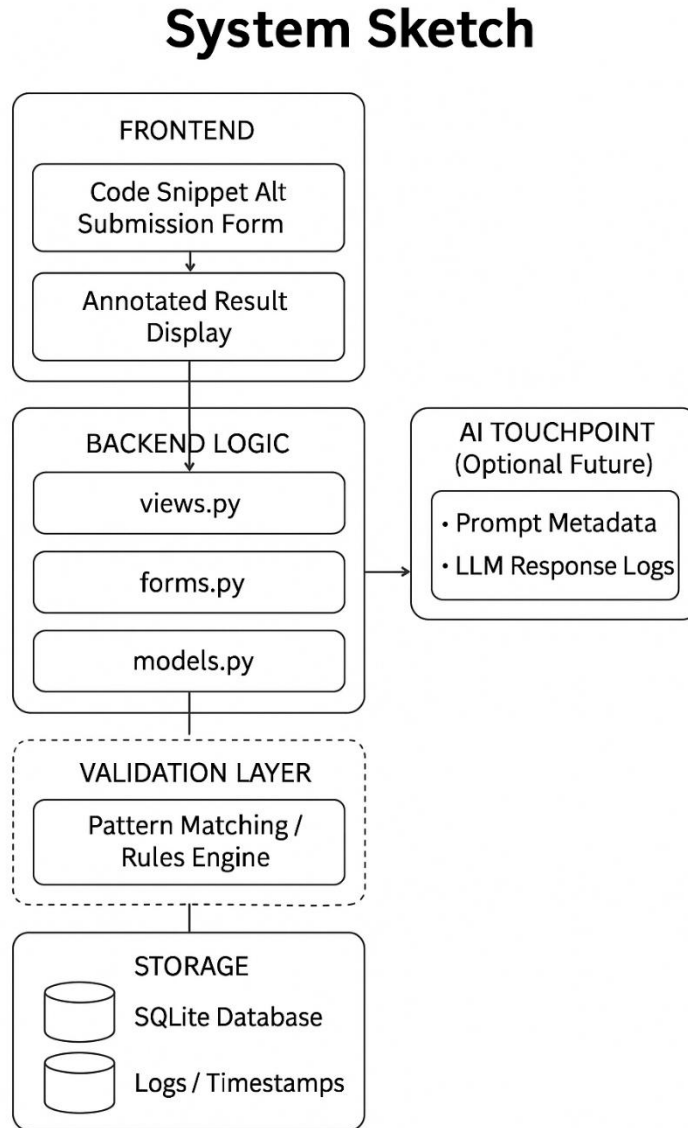 System Sketch
FRONTEND
Code Snippet Alt
Submission Form
Annotated Result
Display
BACKEND LOGIC
views.py
forms.py
models.py
AI TOUCHPOINT
(Optional Future)
• Prompt Metadata
• LLM Response Logs
VALIDATION LAYER
Pattern Matching /
Rules Engine
STORAGE
SQLite Database
Logs / Timestamps